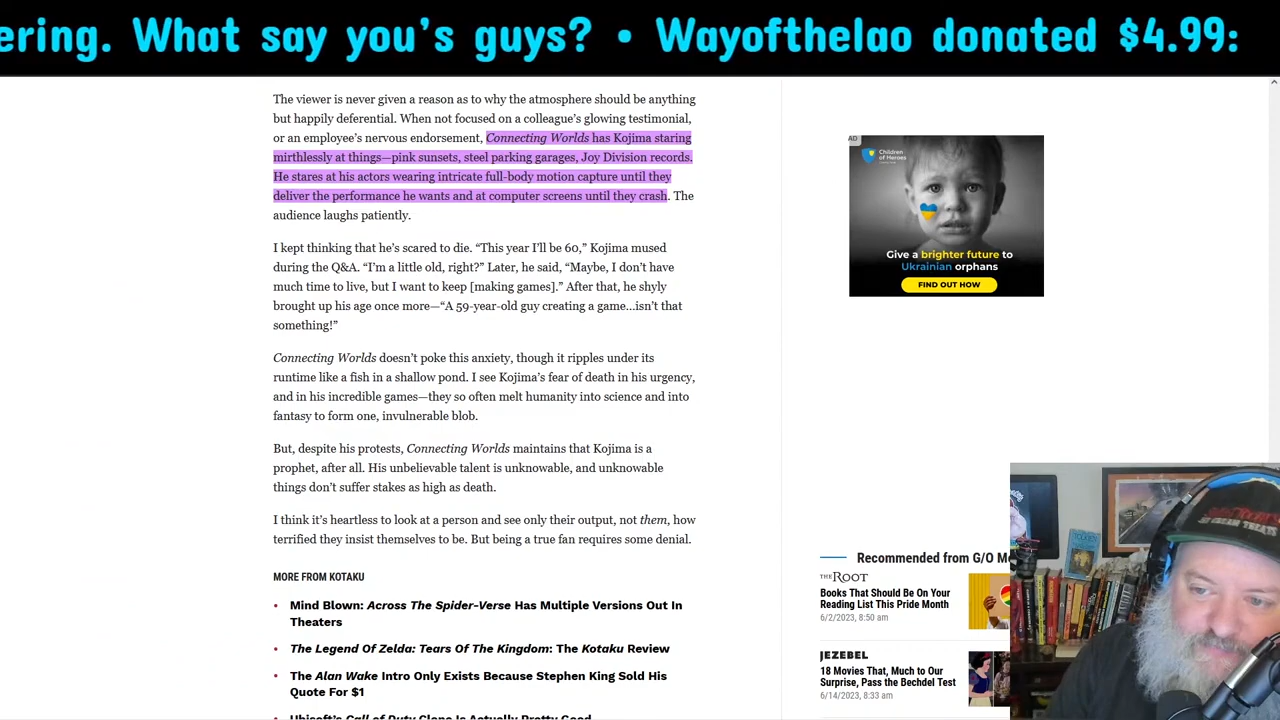 ering. What say you's guys? • Wayofthelao donated $4.99:
The viewer is never given a reason as to why the atmosphere should be anything
but happily deferential. When not focused on a colleague's glowing testimonial,
or an employee's nervous endorsement, Connecting Worlds has Kojima staring
mirthlessly at things—pink sunsets, steel parking garages, Joy Division records.
He stares at his actors wearing intricate full-body motion capture until they
deliver the performance he wants and at computer screens until they crash. The
audience laughs patiently.
I kept thinking that he's scared to die. “This year I'll be 60,” Kojima mused
during the Q&A. “I'm a little old, right?” Later, he said, “Maybe, I don't have
much time to live, but I want to keep [making games].” After that, he shyly
brought up his age once more—“A 59-year-old guy creating a game…isn't that
something!”
Connecting Worlds doesn't poke this anxiety, though it ripples under its
runtime like a fish in a shallow pond. I see Kojima's fear of death in his urgency,
and in his incredible games—they so often melt humanity into science and into
fantasy to form one, invulnerable blob.
But, despite his protests, Connecting Worlds maintains that Kojima is a
prophet, after all. His unbelievable talent is unknowable, and unknowable
things don't suffer stakes as high as death.
I think it's heartless to look at a person and see only their output, not them, how
terrified they insist themselves to be. But being a true fan requires some denial.
MORE FROM KOTAKU
• Mind Blown: Across The Spider-Verse Has Multiple Versions Out In
Theaters
• The Legend Of Zelda: Tears Of The Kingdom: The Kotaku Review
• The Alan Wake Intro Only Exists Because Stephen King Sold His
Quote For $1
• Ubisoft's Call of Duty Clone Is Actually Pretty Good
AD
Children
of Heroes
Give a brighter future to
Ukrainian orphans
FIND OUT HOW
Recommended from G/O M
THE ROOT
Books That Should Be On Your
Reading List This Pride Month
6/2/2023, 8:50 am
JEZEBEL
18 Movies That, Much to Our
Surprise, Pass the Bechdel Test
6/14/2023, 8:33 am